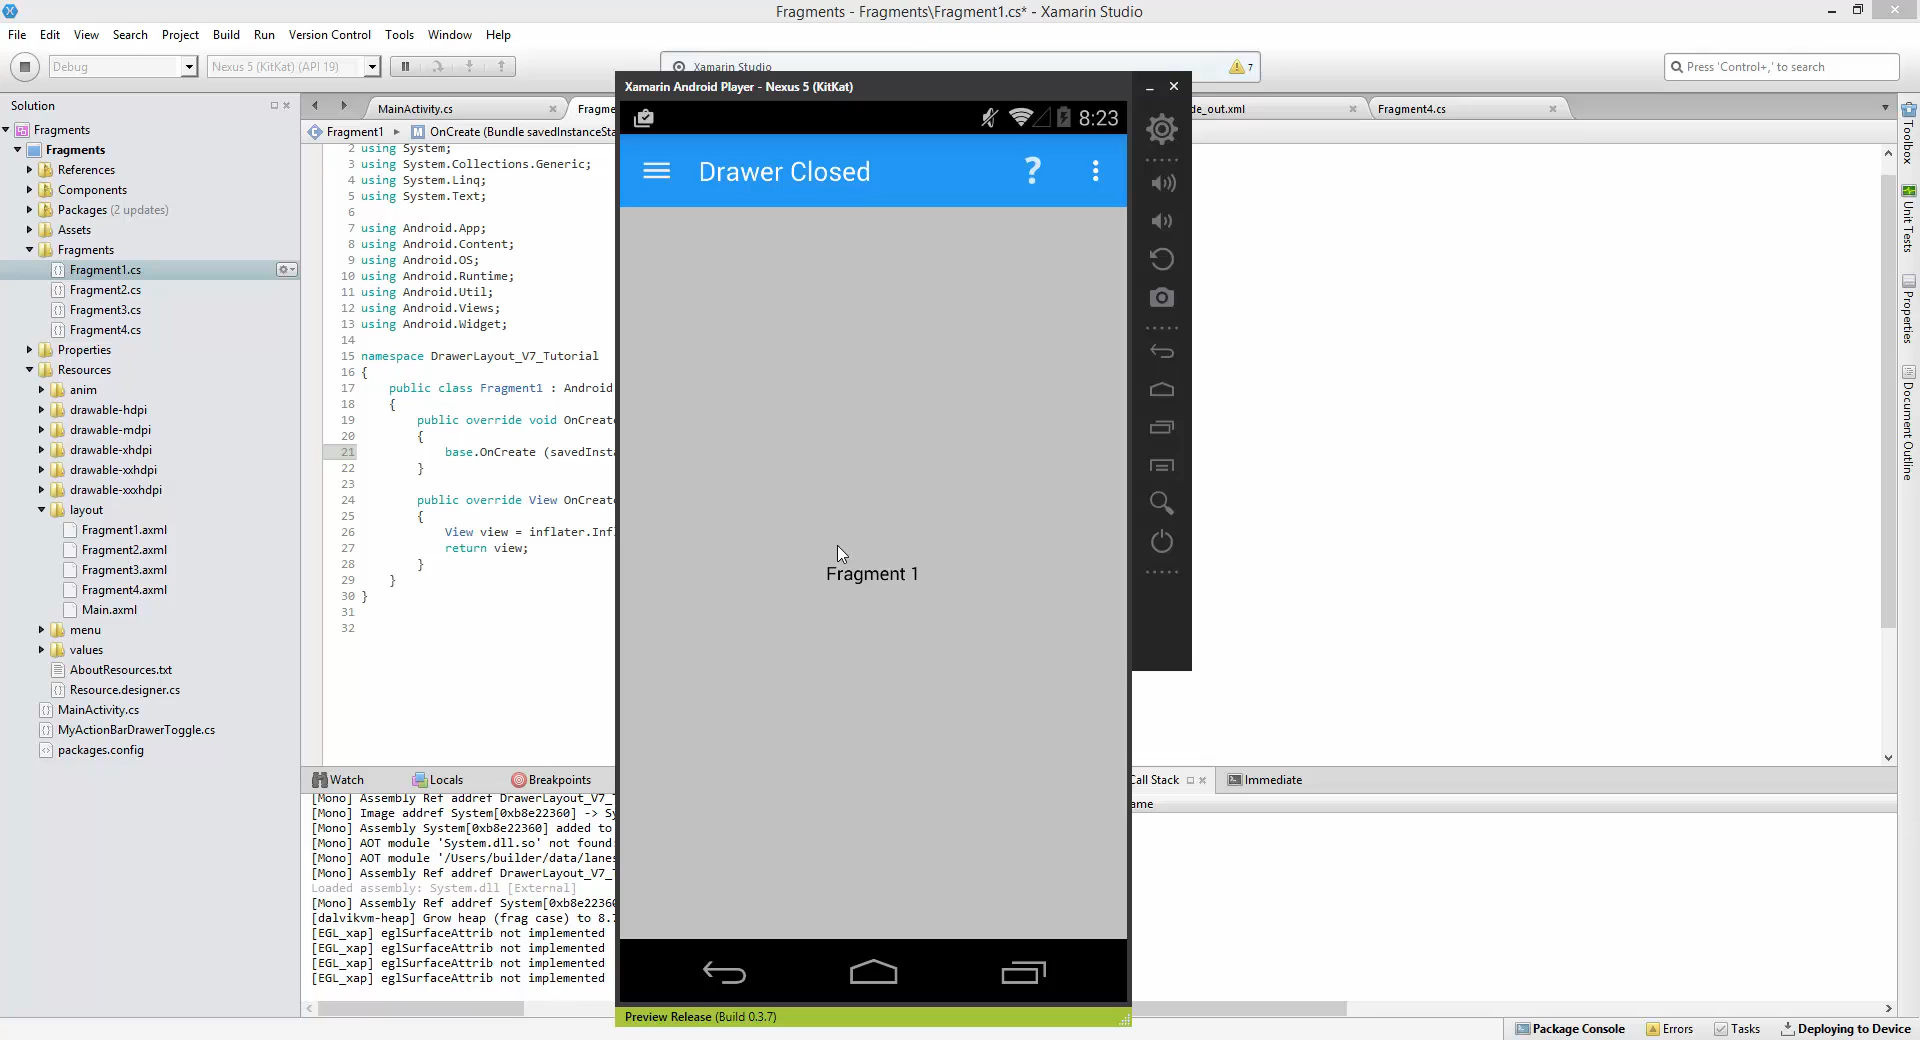 Fragments - Fragments\Fragment1.cs* - Xamarin Studio
File Edit View Search Project Build Run Version Control Tools Window Help
Debug
Nexus 5 (KitKat) (API 19)
Xamarin Studio
7
Press 'Control+,' to search
Solution
Fragments
Fragments
References
Components
Packages (2 updates)
Assets
Fragments
Fragment1.cs
Fragment2.cs
Fragment3.cs
Fragment4.cs
Properties
Resources
anim
drawable-hdpi
drawable-mdpi
drawable-xhdpi
drawable-xxhdpi
drawable-xxxhdpi
layout
Fragment1.axml
Fragment2.axml
Fragment3.axml
Fragment4.axml
Main.axml
menu
values
AboutResources.txt
Resource.designer.cs
MainActivity.cs
MyActionBarDrawerToggle.cs
packages.config
MainActivity.cs
Fragme
de_out.xml
Fragment4.cs
Fragment1
OnCreate (Bundle savedInstanceSta
2 using System;
3 using System.Collections.Generic;
4 using System.Linq;
5 using System.Text;
6
7 using Android.App;
8 using Android.Content;
9 using Android.OS;
10 using Android.Runtime;
11 using Android.Util;
12 using Android.Views;
13 using Android.Widget;
14
15 namespace DrawerLayout_V7_Tutorial
16 {
17 public class Fragment1 : Android
18 {
19 public override void OnCreate
20 {
21 base.OnCreate (savedInsta
22 }
23
24 public override View OnCreate
25 {
26 View view = inflater.Infl
27 return view;
28 }
29 }
30 }
31
32
Xamarin Android Player - Nexus 5 (KitKat)
8:23
Drawer Closed ?
Fragment 1
Preview Release (Build 0.3.7)
Watch
Locals
Breakpoints
Call Stack
Immediate
ame
[Mono] Assembly Ref addref DrawerLayout_V7_T
[Mono] Image addref System[0xb8e22360] -> Sy
[Mono] Assembly System[0xb8e22360] added to
[Mono] AOT module 'System.dll.so' not found:
[Mono] AOT module '/Users/builder/data/lanes
[Mono] Assembly Ref addref DrawerLayout_V7_T
Loaded assembly: System.dll [External]
[Mono] Assembly Ref addref System[0xb8e22360
[dalvikvm-heap] Grow heap (frag case) to 8.7
[EGL_xap] eglSurfaceAttrib not implemented
[EGL_xap] eglSurfaceAttrib not implemented
[EGL_xap] eglSurfaceAttrib not implemented
[EGL_xap] eglSurfaceAttrib not implemented
Toolbox
Unit Tests
Properties
Document Outline
Package Console
Errors
Tasks
Deploying to Device